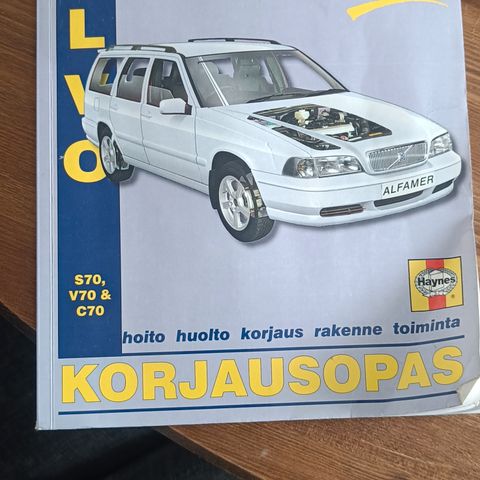 L
V
O
ALFAMER
Haynes
S70,
V70 &
C70
hoito huolto korjaus rakenne toiminta
KORJAUSOPAS